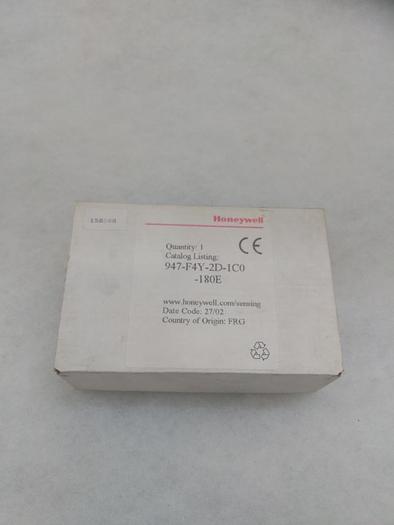 Honeywell
Quantity: 1
Catalog Listing:
947-F4Y-2D-1C0
-180E
CE
www.honeywell.com/sensing
Date Code: 27/02
Country of Origin: FRG